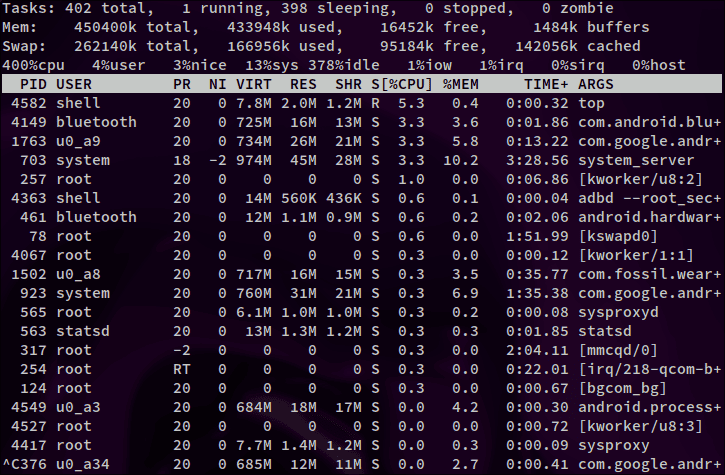 Tasks: 402 total,   1 running, 398 sleeping,   0 stopped,   0 zombie
Mem:    450400k total,   433948k used,    16452k free,     1484k buffers
Swap:   262140k total,   166956k used,    95184k free,   142056k cached
400%cpu   4%user   3%nice  13%sys 378%idle   1%iow   1%irq   0%sirq   0%host
PID USER         PR  NI VIRT  RES  SHR S[%CPU] %MEM     TIME+ ARGS
4582 shell        20   0 7.8M 2.0M 1.2M R  5.3   0.4   0:00.32 top
4149 bluetooth    20   0 725M  16M  13M S  3.3   3.6   0:01.86 com.android.blu+
1763 u0_a9        20   0 734M  26M  21M S  3.3   5.8   0:13.22 com.google.andr+
703 system       18  -2 974M  45M  28M S  3.3  10.2   3:28.56 system_server
257 root         20   0    0    0    0 S  1.0   0.0   0:06.86 [kworker/u8:2]
4363 shell        20   0  14M 560K 436K S  0.6   0.1   0:00.04 adbd --root_sec+
461 bluetooth    20   0  12M 1.1M 0.9M S  0.6   0.2   0:02.06 android.hardwar+
78 root         20   0    0    0    0 S  0.6   0.0   1:51.99 [kswapd0]
4067 root         20   0    0    0    0 S  0.3   0.0   0:00.12 [kworker/1:1]
1502 u0_a8        20   0 717M  16M  15M S  0.3   3.5   0:35.77 com.fossil.wear+
923 system       20   0 760M  31M  21M S  0.3   6.9   1:35.38 com.google.andr+
565 root         20   0 6.1M 1.0M 1.0M S  0.3   0.2   0:00.08 sysproxyd
563 statsd       20   0  13M 1.3M 1.2M S  0.3   0.3   0:01.85 statsd
317 root         -2   0    0    0    0 S  0.3   0.0   2:04.11 [mmcqd/0]
254 root         RT   0    0    0    0 S  0.3   0.0   0:22.01 [irq/218-qcom-b+
124 root         20   0    0    0    0 S  0.3   0.0   0:00.67 [bgcom_bg]
4549 u0_a3        20   0 684M  18M  17M S  0.0   4.2   0:00.30 android.process+
4527 root         20   0    0    0    0 S  0.0   0.0   0:00.72 [kworker/u8:3]
4417 root         20   0 7.7M 1.4M 1.2M S  0.0   0.3   0:00.09 sysproxy
^C376 u0_a34       20   0 685M  12M  11M S  0.0   2.7   0:00.41 com.google.andr+